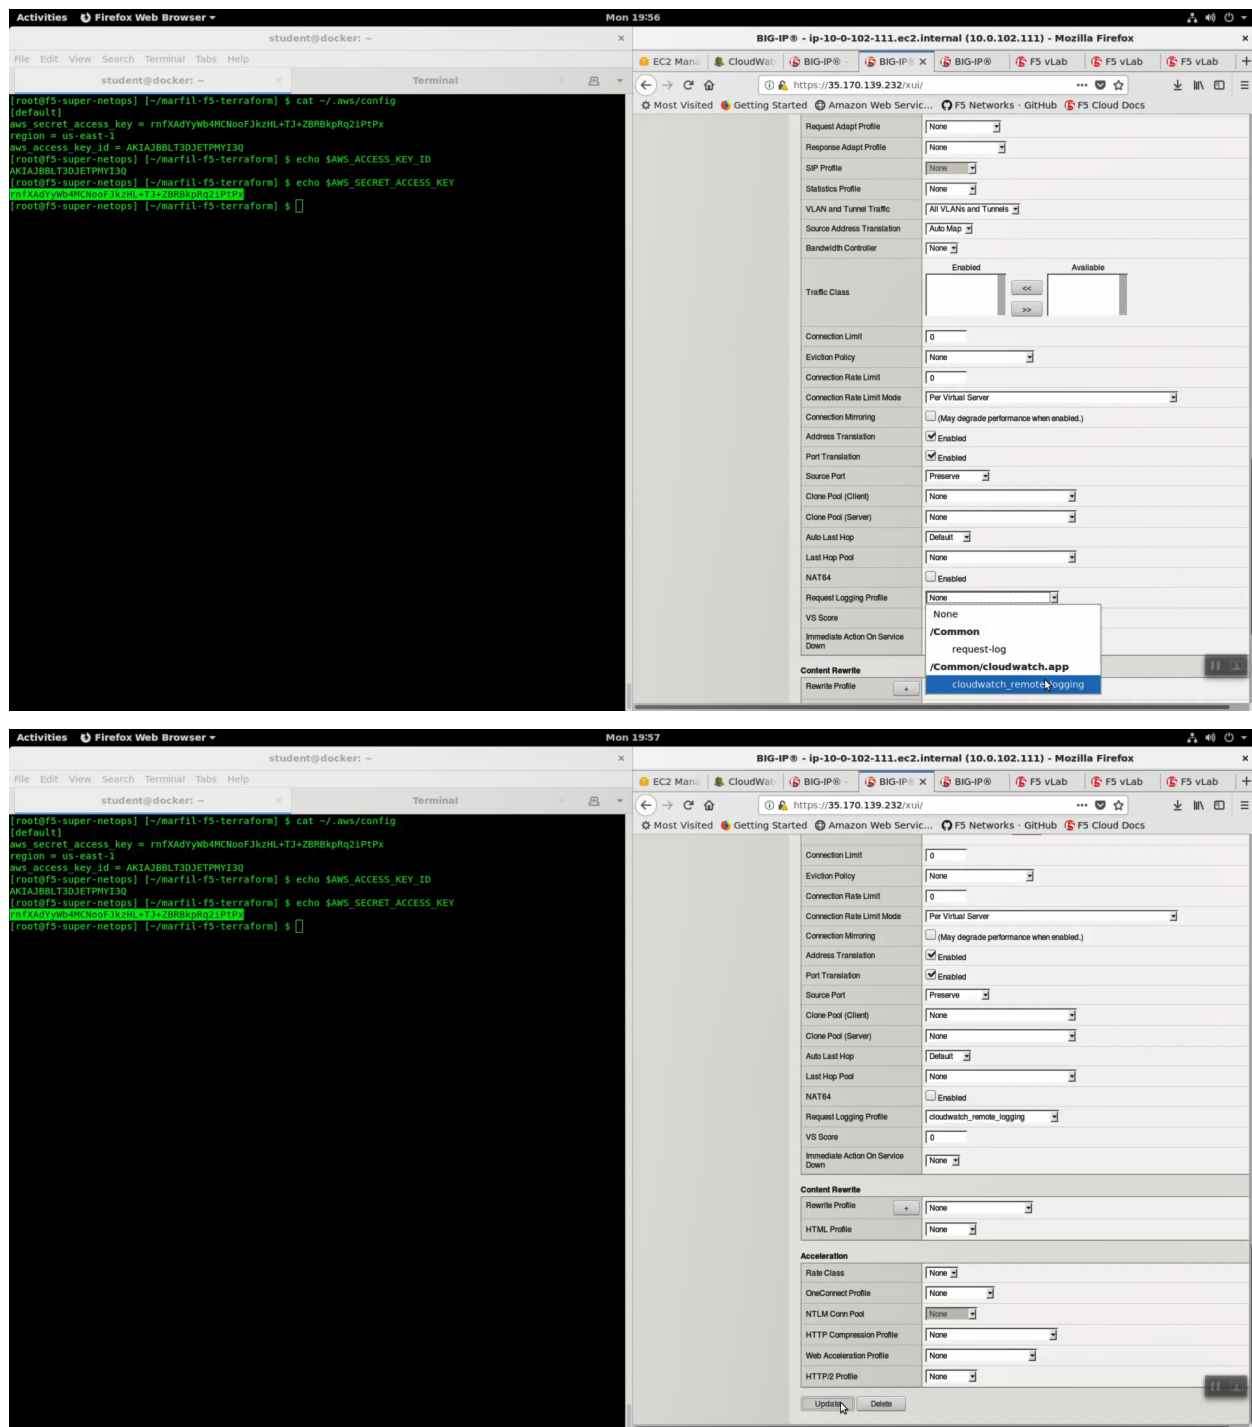 Activities Firefox Web Browser Mon 19:56
student@docker: ~
File Edit View Search Terminal Tabs Help
student@docker: ~ Terminal
[root@f5-super-netops] [~/marfil-f5-terraform] $ cat ~/.aws/config
[default]
aws_secret_access_key = rnfXAdYyWb4MCNooFJkzHL+TJ+ZBRBkpRq2iPtPx
region = us-east-1
aws_access_key_id = AKIAJBBLT3DJETPMYI3Q
[root@f5-super-netops] [~/marfil-f5-terraform] $ echo $AWS_ACCESS_KEY_ID
AKIAJBBLT3DJETPMYI3Q
[root@f5-super-netops] [~/marfil-f5-terraform] $ echo $AWS_SECRET_ACCESS_KEY
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
[root@f5-super-netops] [~/marfil-f5-terraform] $
BIG-IP® - ip-10-0-102-111.ec2.internal (10.0.102.111) - Mozilla Firefox
EC2 Mana CloudWat BIG-IP® - BIG-IP® BIG-IP® F5 vLab F5 vLab F5 vLab
https://35.170.139.232/xui/
Most Visited Getting Started Amazon Web Servic... F5 Networks · GitHub F5 Cloud Docs
Request Adapt Profile None
Response Adapt Profile None
SIP Profile None
Statistics Profile None
VLAN and Tunnel Traffic All VLANs and Tunnels
Source Address Translation Auto Map
Bandwidth Controller None
Enabled Available
Traffic Class << >>
Connection Limit 0
Eviction Policy None
Connection Rate Limit 0
Connection Rate Limit Mode Per Virtual Server
Connection Mirroring (May degrade performance when enabled.)
Address Translation Enabled
Port Translation Enabled
Source Port Preserve
Clone Pool (Client) None
Clone Pool (Server) None
Auto Last Hop Default
Last Hop Pool None
NAT64 Enabled
Request Logging Profile None
None
VS Score
/Common
Immediate Action On Service Down
request-log
/Common/cloudwatch.app
Content Rewrite
Rewrite Profile +
cloudwatch_remote_logging
Activities Firefox Web Browser Mon 19:57
student@docker: ~
File Edit View Search Terminal Tabs Help
student@docker: ~ Terminal
[root@f5-super-netops] [~/marfil-f5-terraform] $ cat ~/.aws/config
[default]
aws_secret_access_key = rnfXAdYyWb4MCNooFJkzHL+TJ+ZBRBkpRq2iPtPx
region = us-east-1
aws_access_key_id = AKIAJBBLT3DJETPMYI3Q
[root@f5-super-netops] [~/marfil-f5-terraform] $ echo $AWS_ACCESS_KEY_ID
AKIAJBBLT3DJETPMYI3Q
[root@f5-super-netops] [~/marfil-f5-terraform] $ echo $AWS_SECRET_ACCESS_KEY
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
[root@f5-super-netops] [~/marfil-f5-terraform] $
BIG-IP® - ip-10-0-102-111.ec2.internal (10.0.102.111) - Mozilla Firefox
EC2 Mana CloudWat BIG-IP® - BIG-IP® BIG-IP® F5 vLab F5 vLab F5 vLab
https://35.170.139.232/xui/
Most Visited Getting Started Amazon Web Servic... F5 Networks · GitHub F5 Cloud Docs
Connection Limit 0
Eviction Policy None
Connection Rate Limit 0
Connection Rate Limit Mode Per Virtual Server
Connection Mirroring (May degrade performance when enabled.)
Address Translation Enabled
Port Translation Enabled
Source Port Preserve
Clone Pool (Client) None
Clone Pool (Server) None
Auto Last Hop Default
Last Hop Pool None
NAT64 Enabled
Request Logging Profile cloudwatch_remote_logging
VS Score 0
Immediate Action On Service Down None
Content Rewrite
Rewrite Profile + None
HTML Profile None
Acceleration
Rate Class None
OneConnect Profile None
NTLM Conn Pool None
HTTP Compression Profile None
Web Acceleration Profile None
HTTP/2 Profile None
Update Delete